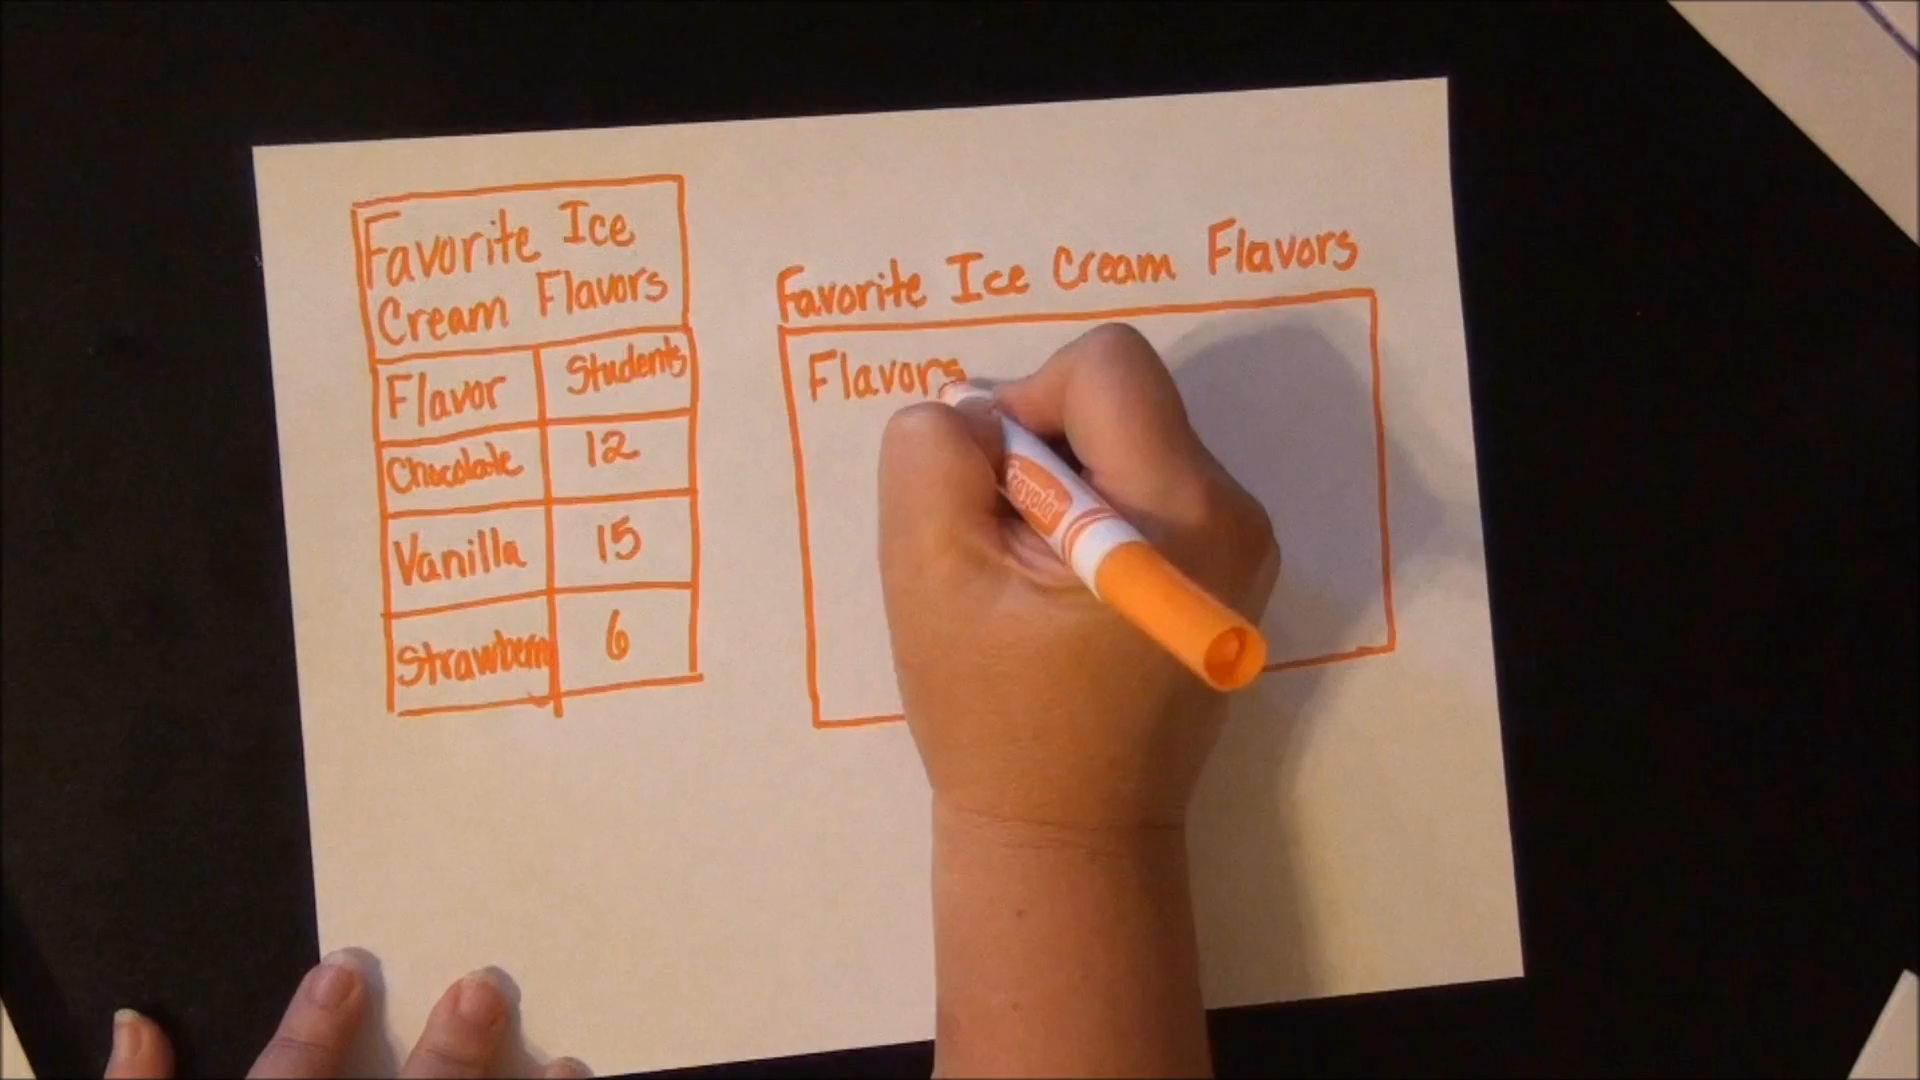 Favorite Ice
Cream Flavors
Flavor Students
Chocolate 12
Vanilla 15
Strawberry 6
Favorite Ice Cream Flavors
Flavors
Crayola